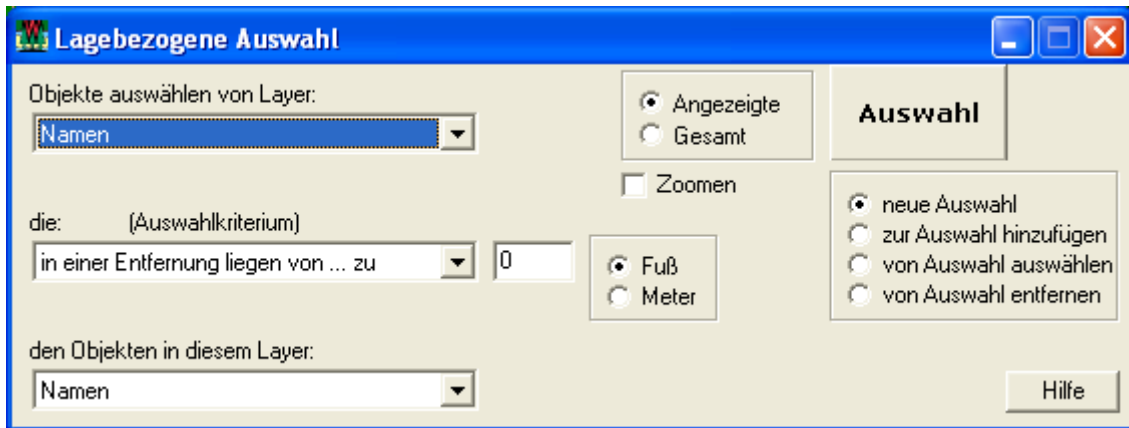 Lagebezogene Auswahl
Objekte auswählen von Layer:
Namen
Angezeigte
Gesamt
Auswahl
Zoomen
die: (Auswahlkriterium)
in einer Entfernung liegen von ... zu
0
Fuß
Meter
neue Auswahl
zur Auswahl hinzufügen
von Auswahl auswählen
von Auswahl entfernen
den Objekten in diesem Layer:
Namen
Hilfe